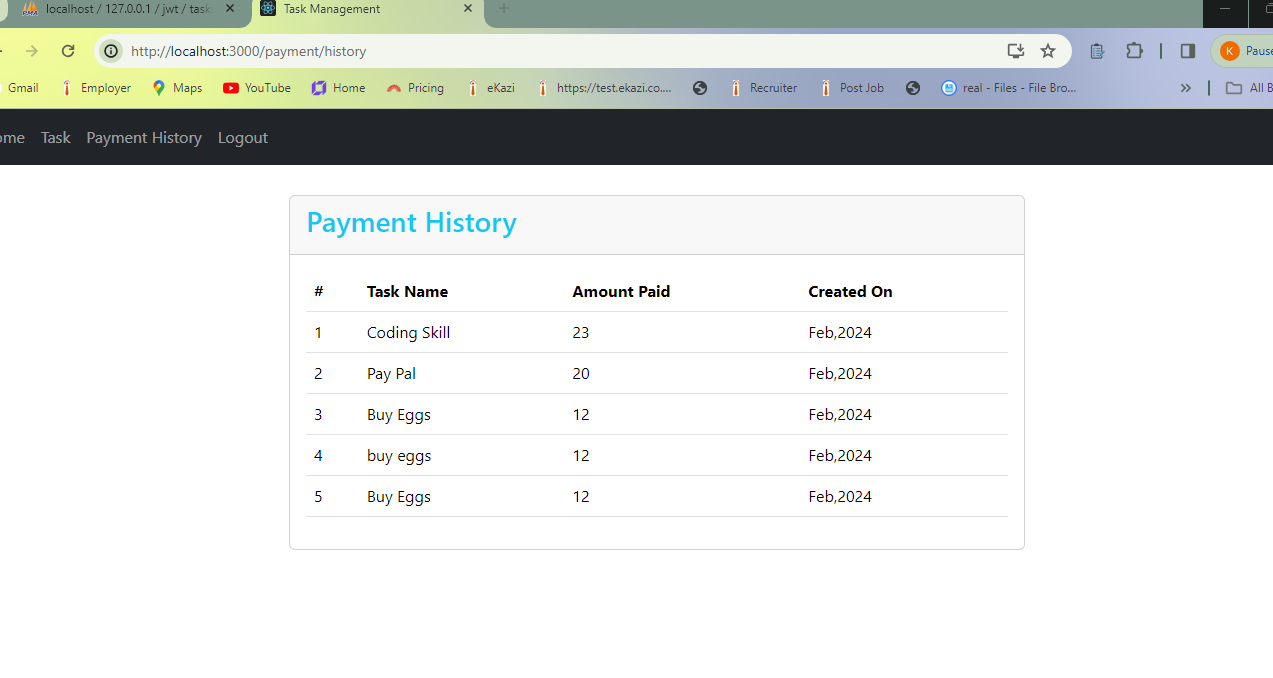 localhost / 127.0.0.1 / jwt / task
Task Management
http://localhost:3000/payment/history
K Pause
Gmail Employer Maps YouTube Home Pricing eKazi https://test.ekazi.co.... Recruiter Post Job real - Files - File Bro... » All B
ome Task Payment History Logout
Payment History
# Task Name Amount Paid Created On
1 Coding Skill 23 Feb,2024
2 Pay Pal 20 Feb,2024
3 Buy Eggs 12 Feb,2024
4 buy eggs 12 Feb,2024
5 Buy Eggs 12 Feb,2024